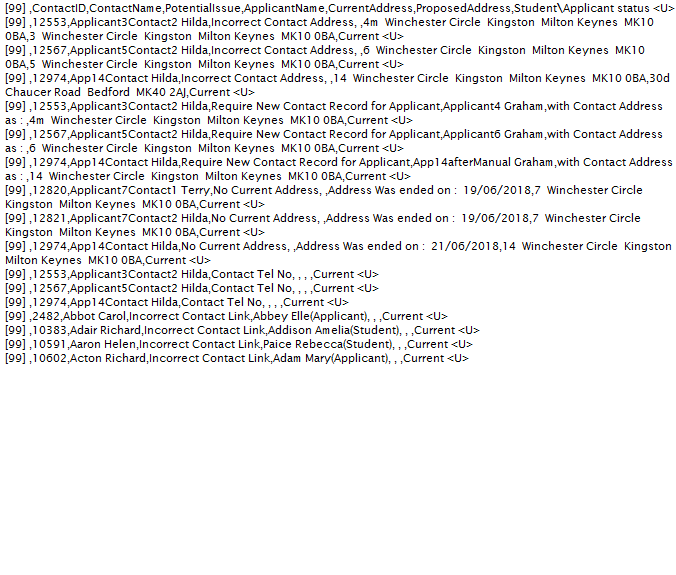 [99] ,ContactID,ContactName,PotentialIssue,ApplicantName,CurrentAddress,ProposedAddress,Student\Applicant status <U>
[99] ,12553,Applicant3Contact2 Hilda,Incorrect Contact Address, ,4m  Winchester Circle  Kingston  Milton Keynes  MK10
0BA,3  Winchester Circle  Kingston  Milton Keynes  MK10 0BA,Current <U>
[99] ,12567,Applicant5Contact2 Hilda,Incorrect Contact Address, ,6  Winchester Circle  Kingston  Milton Keynes  MK10
0BA,5  Winchester Circle  Kingston  Milton Keynes  MK10 0BA,Current <U>
[99] ,12974,App14Contact Hilda,Incorrect Contact Address, ,14  Winchester Circle  Kingston  Milton Keynes  MK10 0BA,30d
Chaucer Road  Bedford  MK40 2AJ,Current <U>
[99] ,12553,Applicant3Contact2 Hilda,Require New Contact Record for Applicant,Applicant4 Graham,with Contact Address
as : ,4m  Winchester Circle  Kingston  Milton Keynes  MK10 0BA,Current <U>
[99] ,12567,Applicant5Contact2 Hilda,Require New Contact Record for Applicant,Applicant6 Graham,with Contact Address
as : ,6  Winchester Circle  Kingston  Milton Keynes  MK10 0BA,Current <U>
[99] ,12974,App14Contact Hilda,Require New Contact Record for Applicant,App14afterManual Graham,with Contact Address
as : ,14  Winchester Circle  Kingston  Milton Keynes  MK10 0BA,Current <U>
[99] ,12820,Applicant7Contact1 Terry,No Current Address, ,Address Was ended on :  19/06/2018,7  Winchester Circle
Kingston  Milton Keynes  MK10 0BA,Current <U>
[99] ,12821,Applicant7Contact2 Hilda,No Current Address, ,Address Was ended on :  19/06/2018,7  Winchester Circle
Kingston  Milton Keynes  MK10 0BA,Current <U>
[99] ,12974,App14Contact Hilda,No Current Address, ,Address Was ended on :  21/06/2018,14  Winchester Circle  Kingston
Milton Keynes  MK10 0BA,Current <U>
[99] ,12553,Applicant3Contact2 Hilda,Contact Tel No, , , ,Current <U>
[99] ,12567,Applicant5Contact2 Hilda,Contact Tel No, , , ,Current <U>
[99] ,12974,App14Contact Hilda,Contact Tel No, , , ,Current <U>
[99] ,2482,Abbot Carol,Incorrect Contact Link,Abbey Elle(Applicant), , ,Current <U>
[99] ,10383,Adair Richard,Incorrect Contact Link,Addison Amelia(Student), , ,Current <U>
[99] ,10591,Aaron Helen,Incorrect Contact Link,Paice Rebecca(Student), , ,Current <U>
[99] ,10602,Acton Richard,Incorrect Contact Link,Adam Mary(Applicant), , ,Current <U>